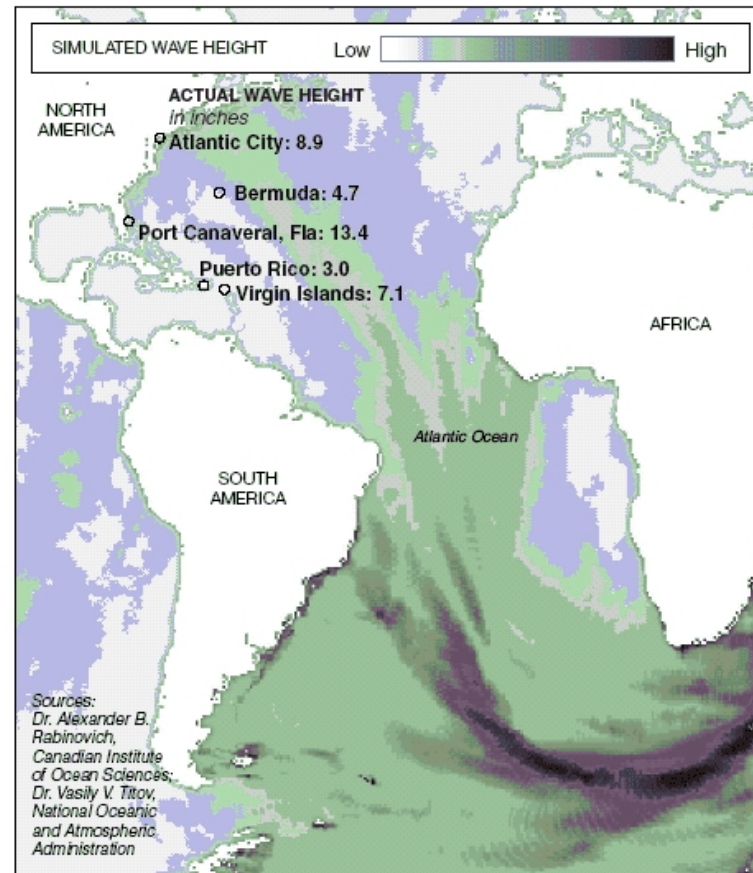 SIMULATED WAVE HEIGHT
Low
High
NORTH
AMERICA
ACTUAL WAVE HEIGHT
in inches
Atlantic City: 8.9
Bermuda: 4.7
Port Canaveral, Fla: 13.4
Puerto Rico: 3.0
Virgin Islands: 7.1
AFRICA
Atlantic Ocean
SOUTH
AMERICA
Sources:
Dr. Alexander B.
Rabinovich,
Canadian Institute
of Ocean Sciences;
Dr. Vasily V. Titov,
National Oceanic
and Atmospheric
Administration